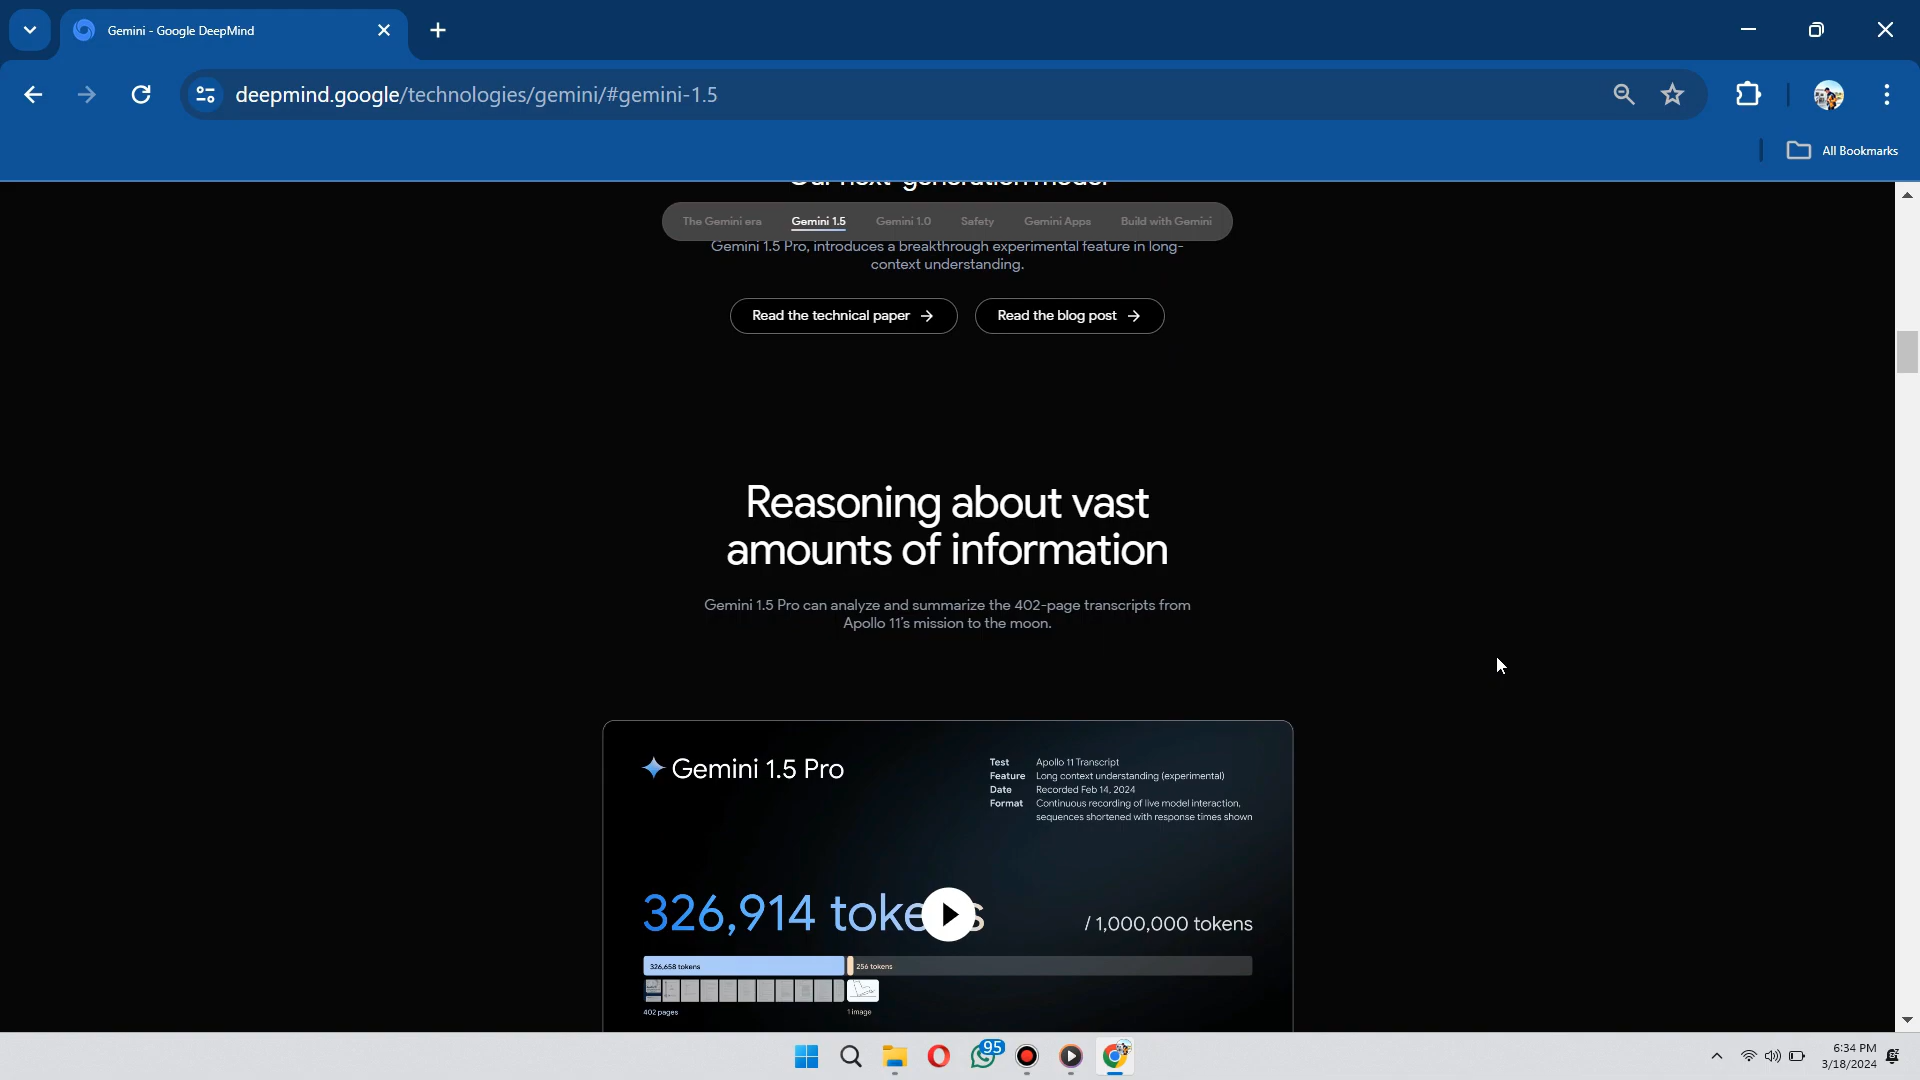 Gemini - Google DeepMind
deepmind.google/technologies/gemini/#gemini-1.5
All Bookmarks
Our next-generation model
The Gemini era Gemini 1.5 Gemini 1.0 Safety Gemini Apps Build with Gemini
Gemini 1.5 Pro, introduces a breakthrough experimental feature in long-
context understanding.
Read the technical paper → Read the blog post →
Reasoning about vast
amounts of information
Gemini 1.5 Pro can analyze and summarize the 402-page transcripts from
Apollo 11's mission to the moon.
Gemini 1.5 Pro
Test Apollo 11 Transcript
Feature Long context understanding (experimental)
Date Recorded Feb 14, 2024
Format Continuous recording of live model interaction,
sequences shortened with response times shown
326,914 tokens / 1,000,000 tokens
326,658 tokens 256 tokens
402 pages 1 image
95
6:34 PM
3/18/2024